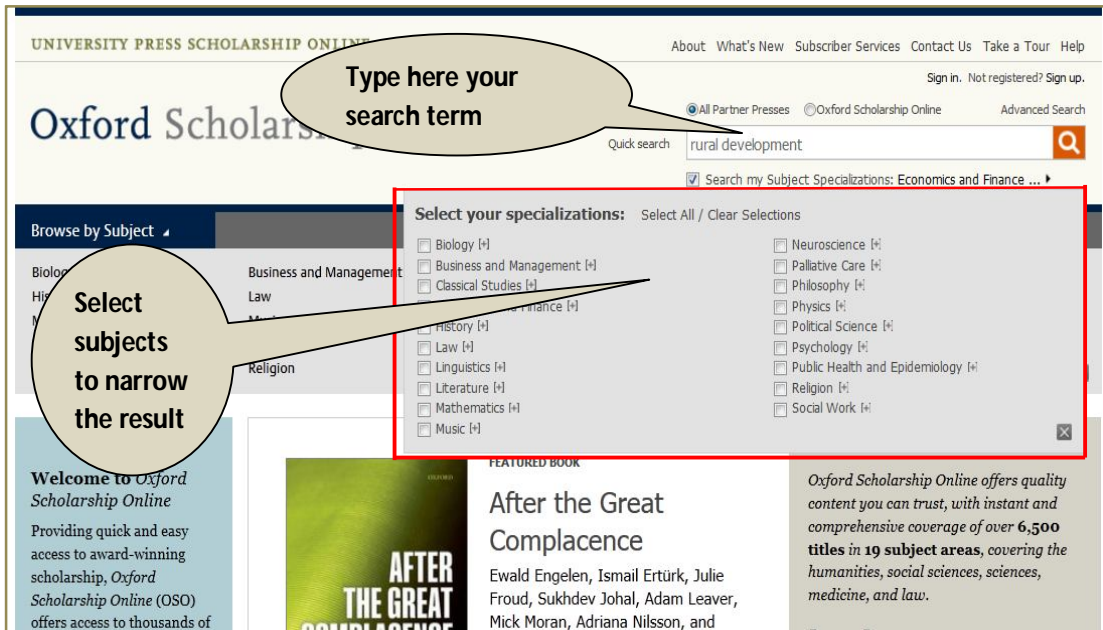 UNIVERSITY PRESS SCHOLARSHIP ONLINE
About What's New Subscriber Services Contact Us Take a Tour Help
Sign in. Not registered? Sign up.
Type here your
search term
Oxford Scholarship
All Partner Presses Oxford Scholarship Online Advanced Search
Quick search rural development
Search my Subject Specializations: Economics and Finance ...
Browse by Subject
Select your specializations: Select All / Clear Selections
Biology [+]
Business and Management [+]
Classical Studies [+]
Finance [+]
History [+]
Law [+]
Linguistics [+]
Literature [+]
Mathematics [+]
Music [+]
Neuroscience [+]
Palliative Care [+]
Philosophy [+]
Physics [+]
Political Science [+]
Psychology [+]
Public Health and Epidemiology [+]
Religion [+]
Social Work [+]
Business and Management
Law
Religion
Select
subjects
to narrow
the result
Welcome to Oxford
Scholarship Online
Providing quick and easy
access to award-winning
scholarship, Oxford
Scholarship Online (OSO)
offers access to thousands of
OXFORD
AFTER
THE GREAT
COMPLACENCE
FEATURED BOOK
After the Great
Complacence
Ewald Engelen, Ismail Ertürk, Julie
Froud, Sukhdev Johal, Adam Leaver,
Mick Moran, Adriana Nilsson, and
Oxford Scholarship Online offers quality
content you can trust, with instant and
comprehensive coverage of over 6,500
titles in 19 subject areas, covering the
humanities, social sciences, sciences,
medicine, and law.